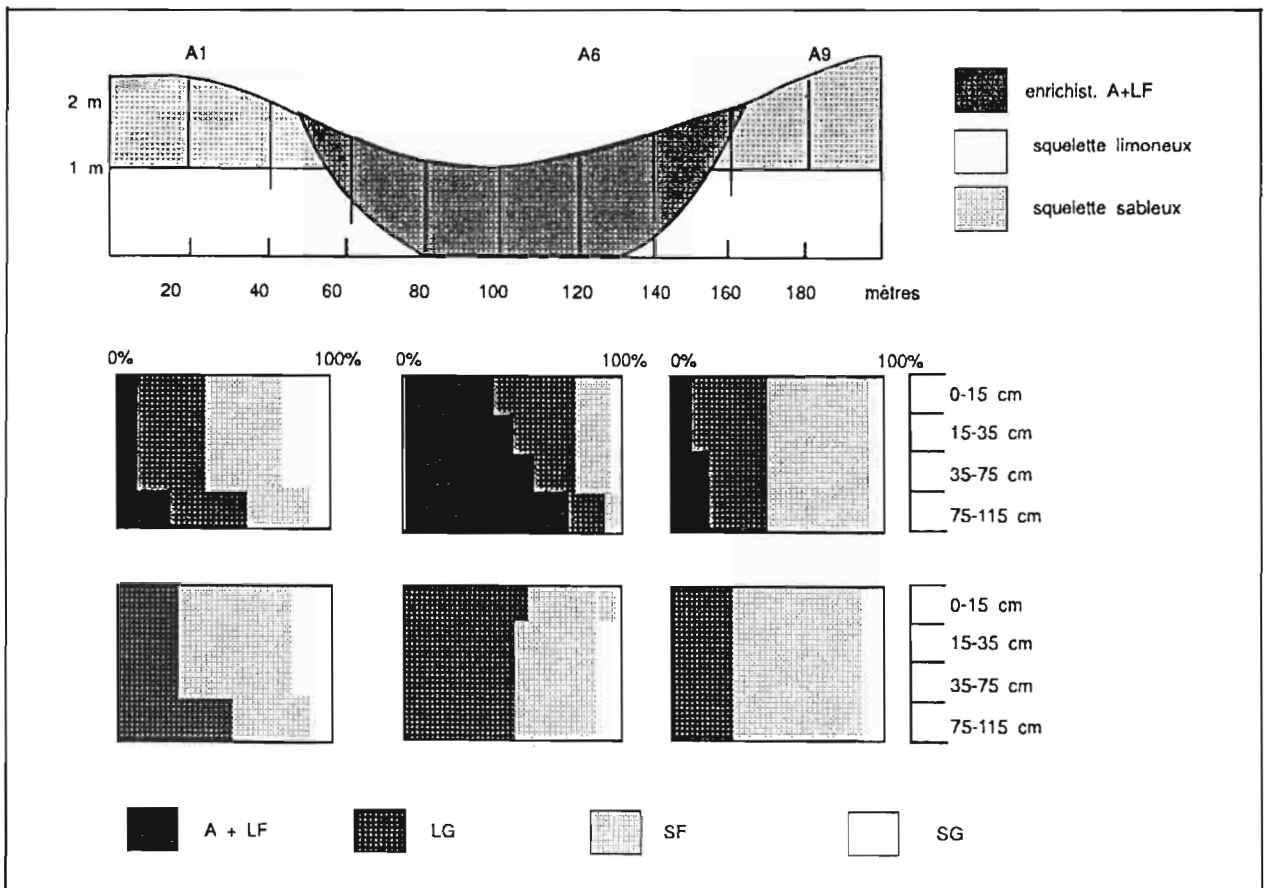 A1 A6 A9
2 m
1 m
enrichist. A+LF
squelette limoneux
squelette sableux
20 40 60 80 100 120 140 160 180 mètres
0% 100% 0% 100% 0% 100%
0-15 cm
15-35 cm
35-75 cm
75-115 cm
0-15 cm
15-35 cm
35-75 cm
75-115 cm
A + LF LG SF SG